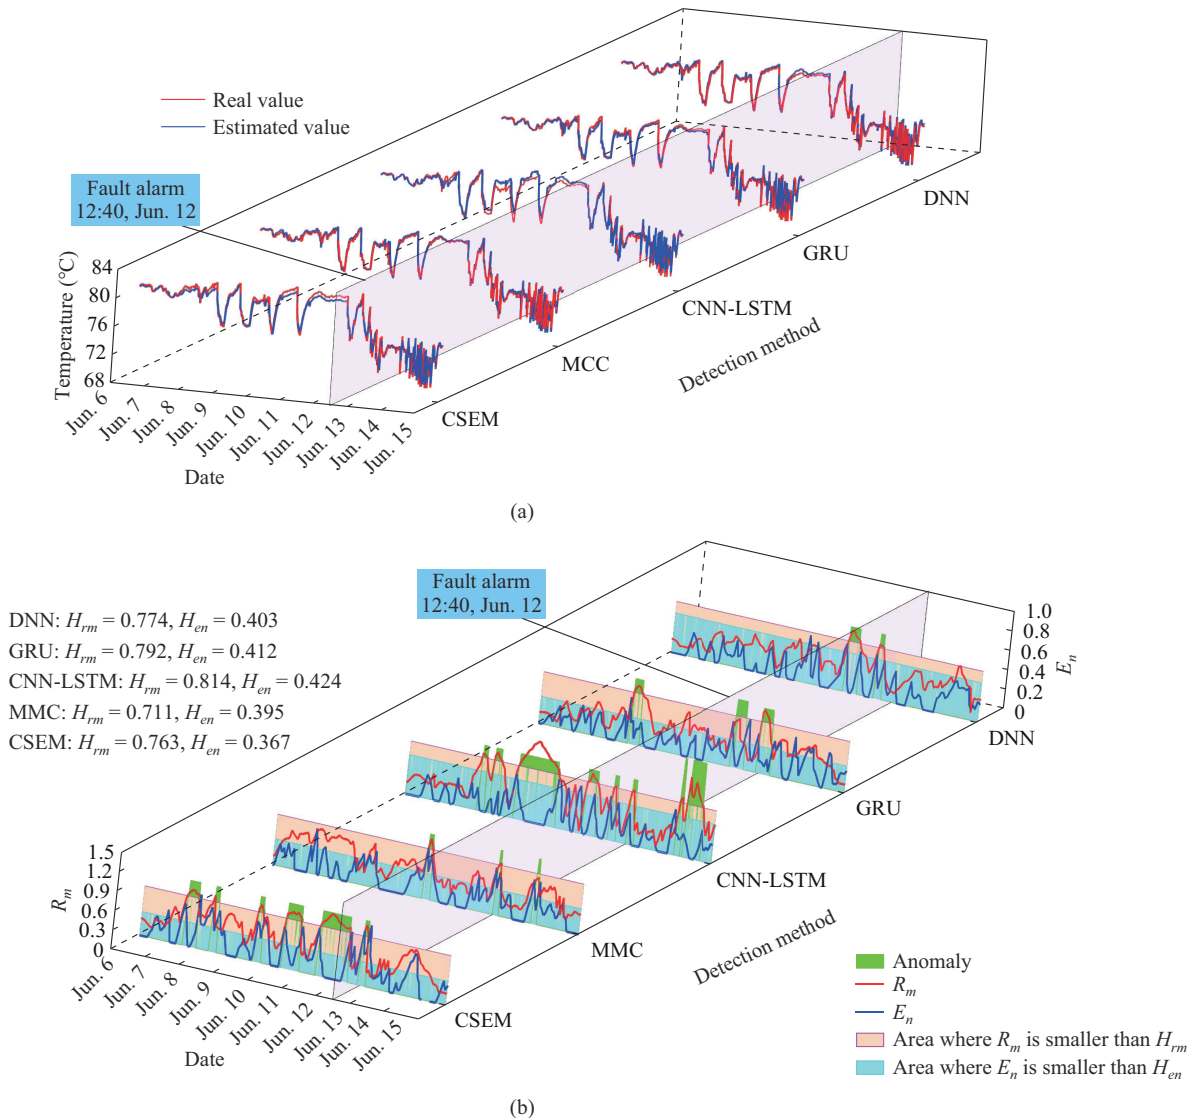 Real value
Estimated value
Fault alarm
12:40, Jun. 12
Temperature (°C)
84
80
76
72
68
Jun. 6
Jun. 7
Jun. 8
Jun. 9
Jun. 10
Jun. 11
Jun. 12
Jun. 13
Jun. 14
Jun. 15
Date
CSEM
MCC
CNN-LSTM
GRU
DNN
Detection method
(a)
Fault alarm
12:40, Jun. 12
DNN: H_rm = 0.774, H_en = 0.403
GRU: H_rm = 0.792, H_en = 0.412
CNN-LSTM: H_rm = 0.814, H_en = 0.424
MMC: H_rm = 0.711, H_en = 0.395
CSEM: H_rm = 0.763, H_en = 0.367
1.0
0.8
0.6
0.4
0.2
0
E_n
R_m
1.5
1.2
0.9
0.6
0.3
0
Jun. 6
Jun. 7
Jun. 8
Jun. 9
Jun. 10
Jun. 11
Jun. 12
Jun. 13
Jun. 14
Jun. 15
Date
CSEM
MMC
CNN-LSTM
GRU
DNN
Detection method
Anomaly
R_m
E_n
Area where R_m is smaller than H_rm
Area where E_n is smaller than H_en
(b)